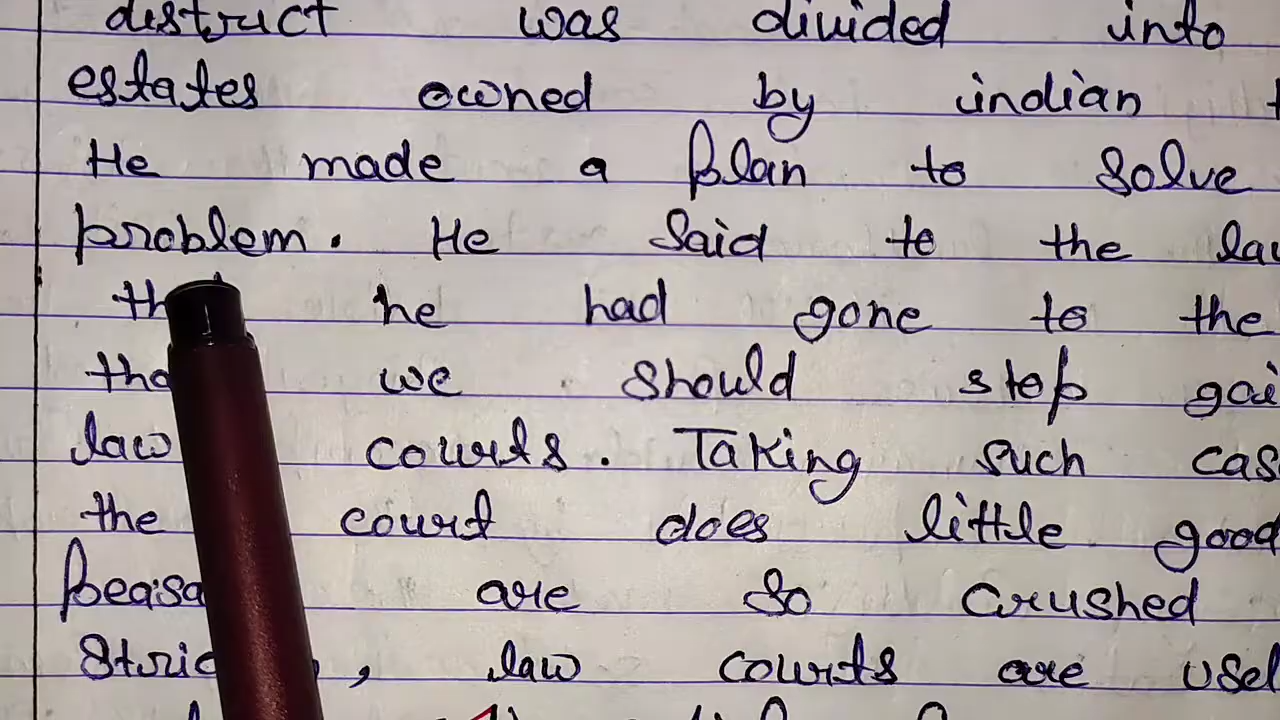 district was divided into
estates owned by indian
He made a plan to solve
problem. He said to the
he had gone to the
we should stop
law courts. Taking such
the court does little good
are so crushed
, law courts are